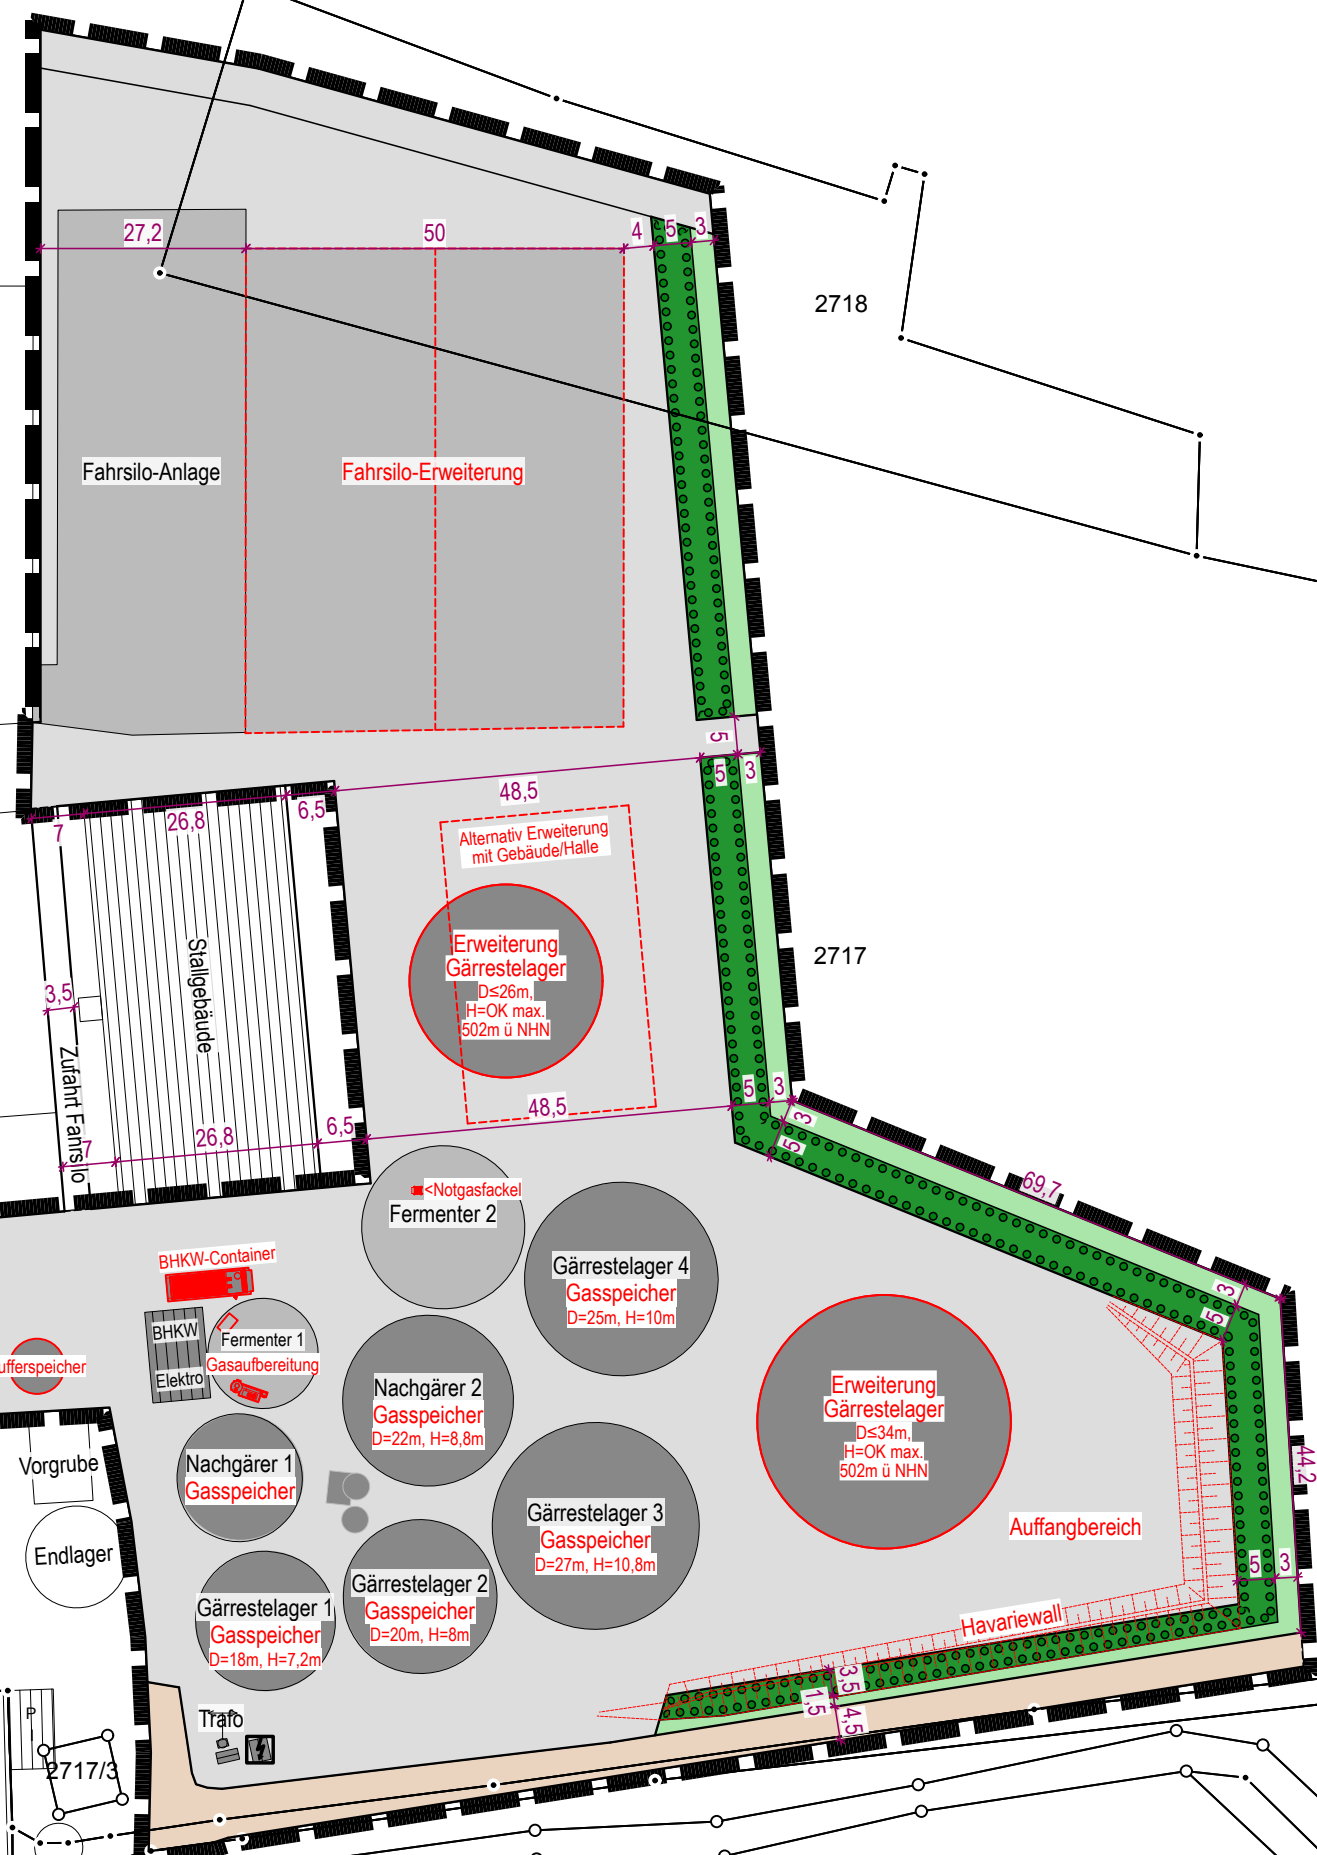 27,2
50
4
5
3
2718
Fahrsilo-Anlage
Fahrsilo-Erweiterung
5
5
3
48,5
6,5
26,8
7
Alternativ Erweiterung
mit Gebäude/Halle
Erweiterung
Gärrestelager
D≤26m,
H=OK max.
502m ü NHN
2717
Stallgebäude
3,5
Zufahrt Fahrsilo
7
26,8
6,5
48,5
5
3
3
5
69,7
<Notgasfackel
Fermenter 2
BHKW-Container
Gärrestelager 4
Gasspeicher
D=25m, H=10m
3
5
BHKW
Elektro
Fermenter 1
Gasaufbereitung
ufferspeicher
Nachgärer 2
Gasspeicher
D=22m, H=8,8m
Erweiterung
Gärrestelager
D≤34m,
H=OK max.
502m ü NHN
44,2
Vorgrube
Nachgärer 1
Gasspeicher
Gärrestelager 3
Gasspeicher
D=27m, H=10,8m
Auffangbereich
Endlager
5
3
Gärrestelager 2
Gasspeicher
D=20m, H=8m
Gärrestelager 1
Gasspeicher
D=18m, H=7,2m
Havariewall
3,5
1,5
4,5
Trafo
P
2717/3